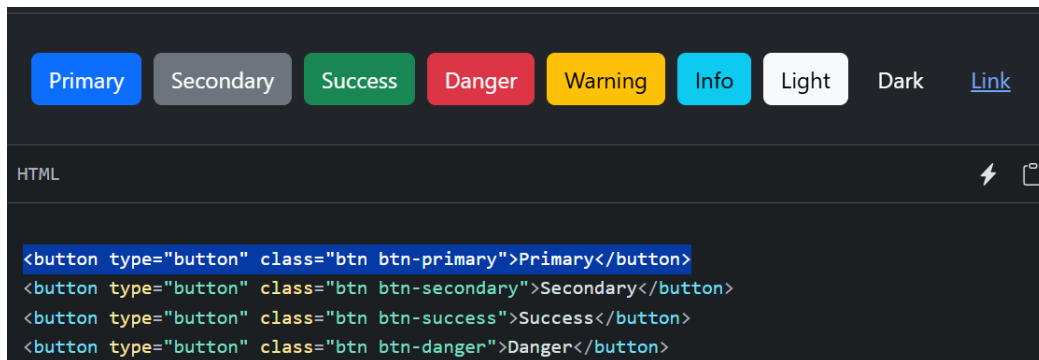 Primary Secondary Success Danger Warning Info Light Dark Link
HTML
<button type="button" class="btn btn-primary">Primary</button>
<button type="button" class="btn btn-secondary">Secondary</button>
<button type="button" class="btn btn-success">Success</button>
<button type="button" class="btn btn-danger">Danger</button>